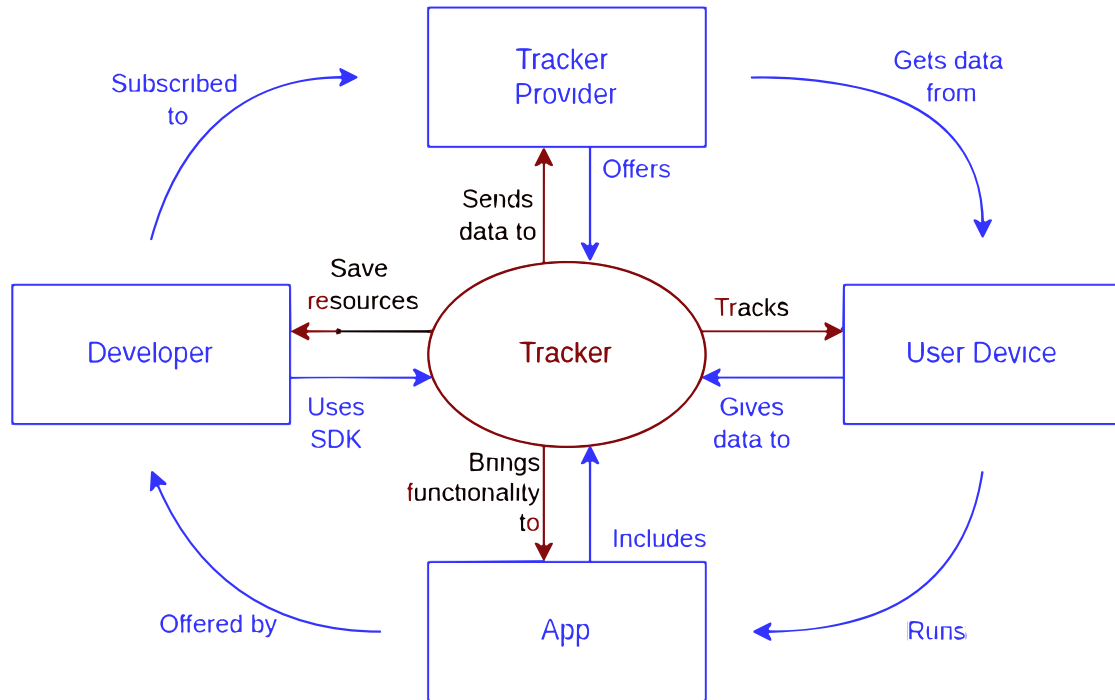 Tracker
Provider
Gets data
from
Subscribed
to
Offers
Sends
data to
Save
resources
Tracks
Developer
Tracker
User Device
Uses
SDK
Gives
data to
Brings
functionality
to
Includes
Offered by
App
Runs